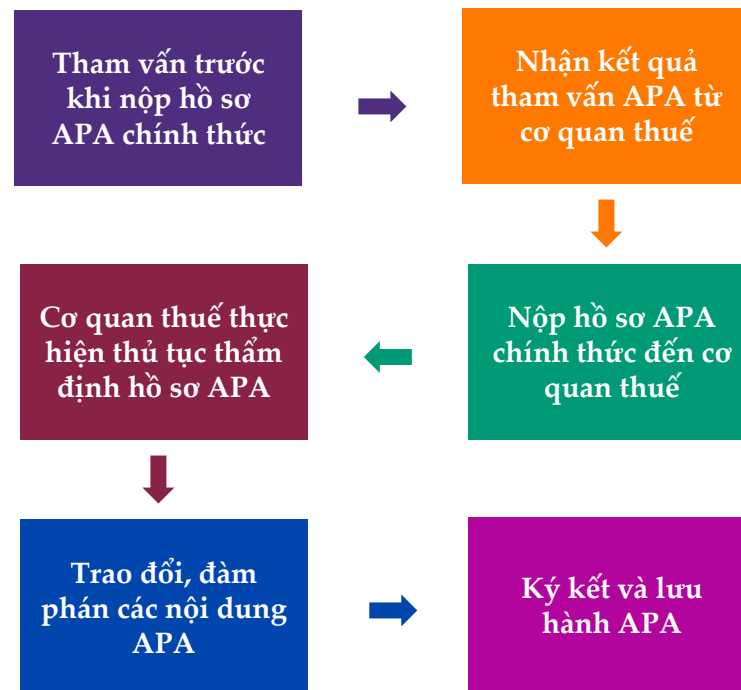 Tham vấn trước
khi nộp hồ sơ
APA chính thức
Nhận kết quả
tham vấn APA từ
cơ quan thuế
Nộp hồ sơ APA
chính thức đến cơ
quan thuế
Cơ quan thuế thực
hiện thủ tục thẩm
định hồ sơ APA
Trao đổi, đàm
phán các nội dung
APA
Ký kết và lưu
hành APA